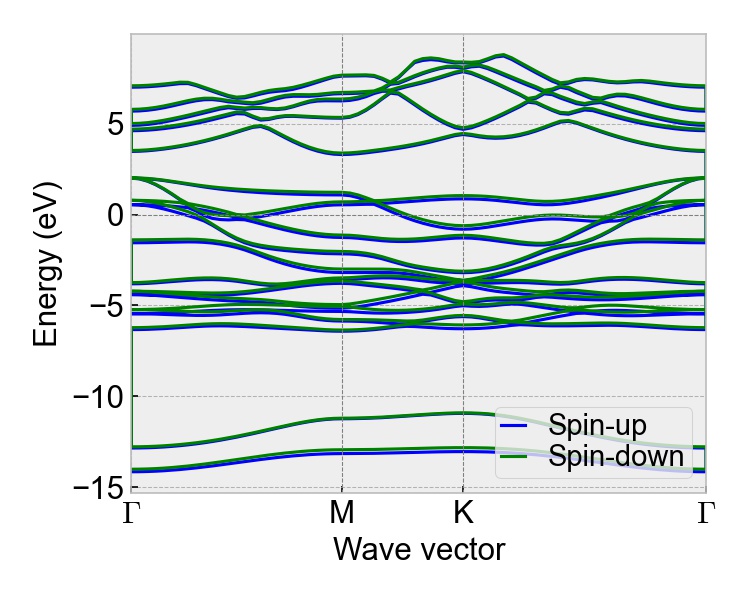 5
0
−5
−10
−15
Energy (eV)
Spin-up
Spin-down
Γ M K Γ
Wave vector